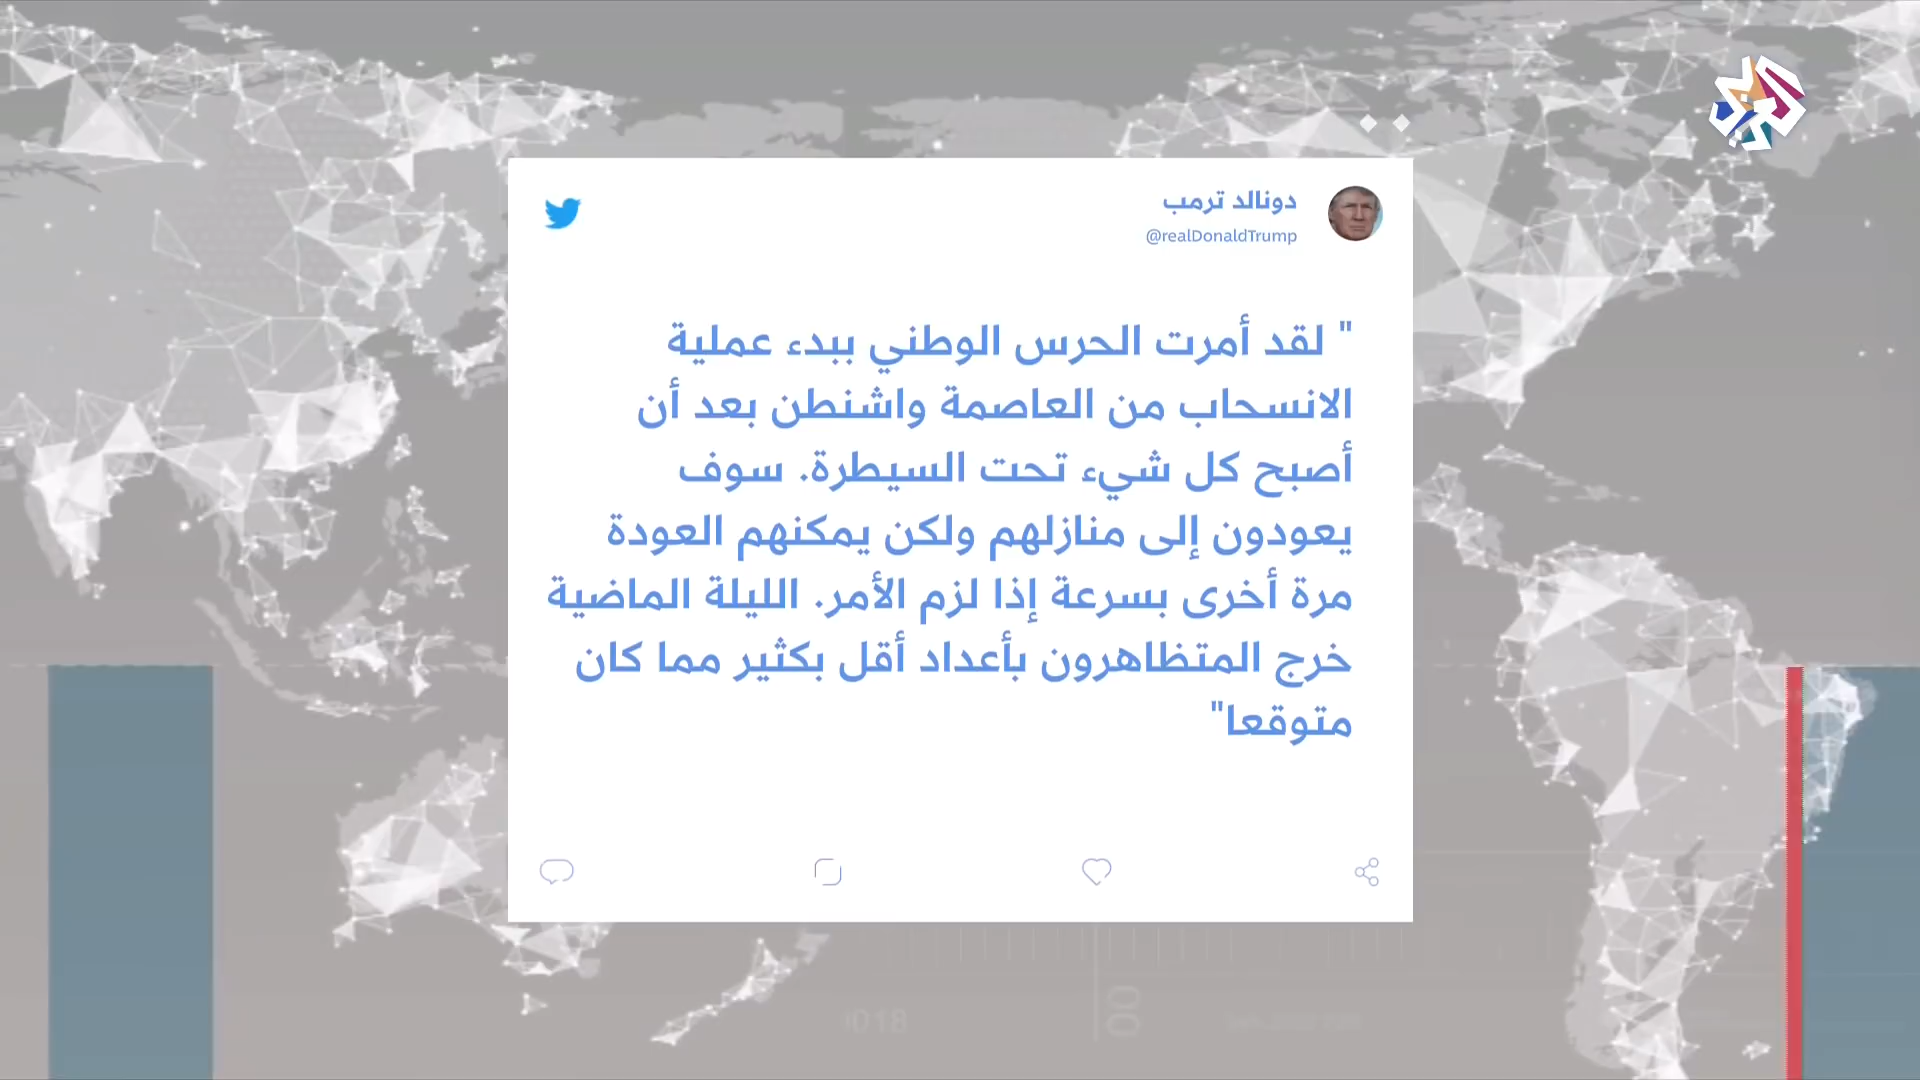 دونالد ترمب
@realDonaldTrump
" لقد أمرت الحرس الوطني ببدء عملية
الانسحاب من العاصمة واشنطن بعد أن
أصبح كل شيء تحت السيطرة. سوف
يعودون إلى منازلهم ولكن يمكنهم العودة
مرة أخرى بسرعة إذا لزم الأمر. الليلة الماضية
خرج المتظاهرون بأعداد أقل بكثير مما كان
متوقعا"